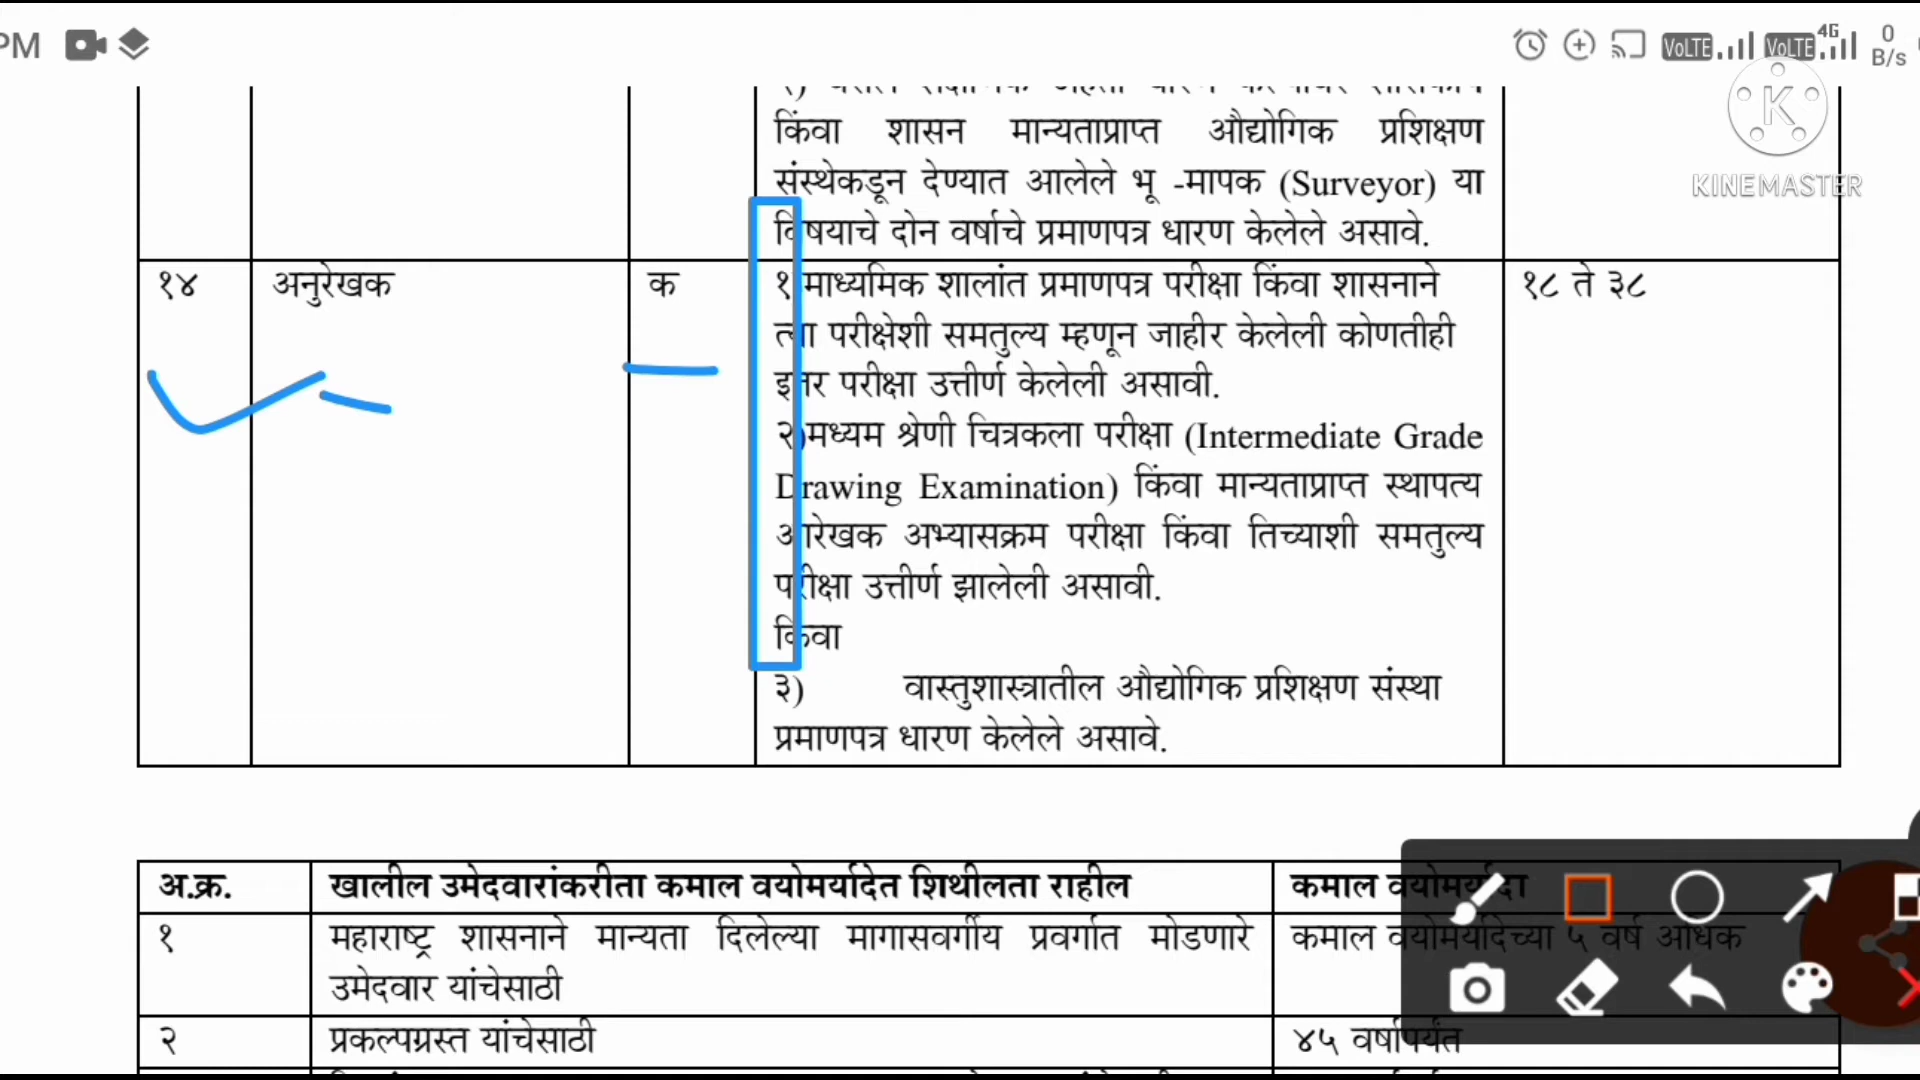 PM
VoLTE VoLTE 4G 0 B/s
KINEMASTER
किंवा शासन मान्यताप्राप्त औद्योगिक प्रशिक्षण
संस्थेकडून देण्यात आलेले भू -मापक (Surveyor) या
विषयाचे दोन वर्षाचे प्रमाणपत्र धारण केलेले असावे.
१४ अनुरेखक क १)माध्यमिक शालांत प्रमाणपत्र परीक्षा किंवा शासनाने १८ ते ३८
त्या परीक्षेशी समतुल्य म्हणून जाहीर केलेली कोणतीही
इतर परीक्षा उत्तीर्ण केलेली असावी.
२)मध्यम श्रेणी चित्रकला परीक्षा (Intermediate Grade
Drawing Examination) किंवा मान्यताप्राप्त स्थापत्य
आरेखक अभ्यासक्रम परीक्षा किंवा तिच्याशी समतुल्य
परीक्षा उत्तीर्ण झालेली असावी.
किंवा
३) वास्तुशास्त्रातील औद्योगिक प्रशिक्षण संस्था
प्रमाणपत्र धारण केलेले असावे.
अ.क्र. खालील उमेदवारांकरीता कमाल वयोमर्यादेत शिथीलता राहील कमाल वयोमर्यादा
१ महाराष्ट्र शासनाने मान्यता दिलेल्या मागासवर्गीय प्रवर्गात मोडणारे कमाल वयोमर्यादेच्या ५ वर्ष अधिक
उमेदवार यांचेसाठी
२ प्रकल्पग्रस्त यांचेसाठी ४५ वर्षापर्यंत